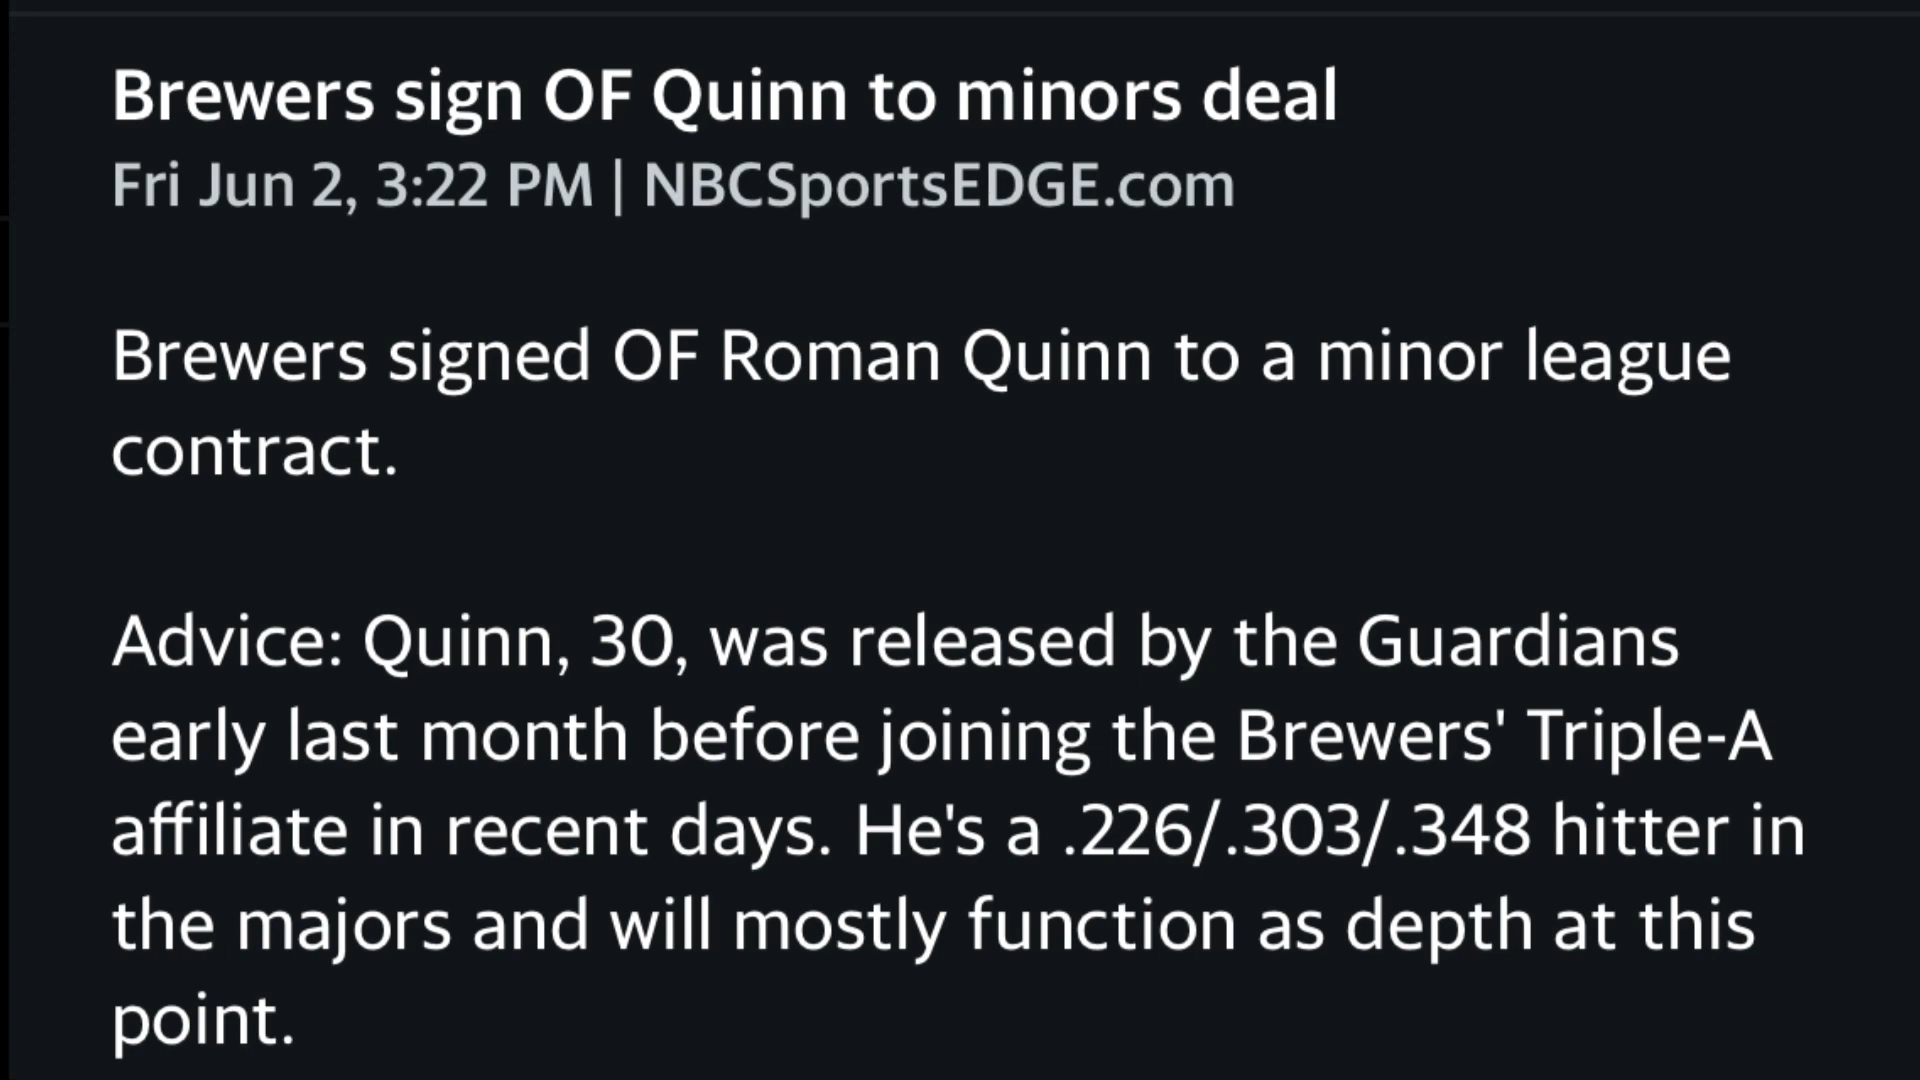 Brewers sign OF Quinn to minors deal
Fri Jun 2, 3:22 PM | NBCSportsEDGE.com
Brewers signed OF Roman Quinn to a minor league
contract.
Advice: Quinn, 30, was released by the Guardians
early last month before joining the Brewers' Triple-A
affiliate in recent days. He's a .226/.303/.348 hitter in
the majors and will mostly function as depth at this
point.